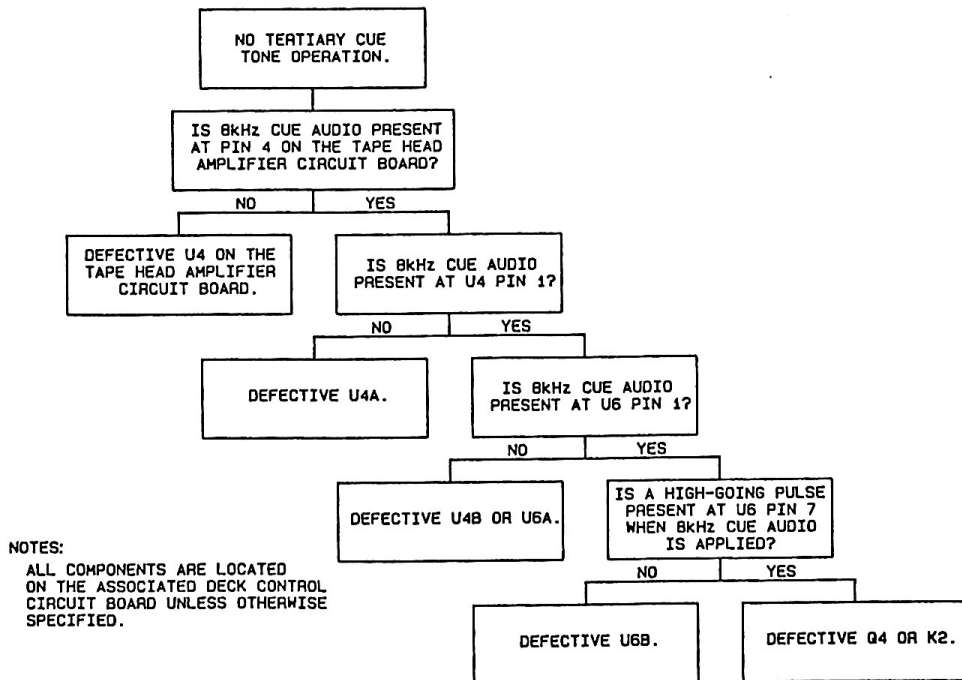 NO TERTIARY CUE
TONE OPERATION.
IS 8kHz CUE AUDIO PRESENT
AT PIN 4 ON THE TAPE HEAD
AMPLIFIER CIRCUIT BOARD?
NO
YES
DEFECTIVE U4 ON THE
TAPE HEAD AMPLIFIER
CIRCUIT BOARD.
IS 8kHz CUE AUDIO
PRESENT AT U4 PIN 1?
NO
YES
DEFECTIVE U4A.
IS 8kHz CUE AUDIO
PRESENT AT U6 PIN 1?
NO
YES
DEFECTIVE U4B OR U6A.
IS A HIGH-GOING PULSE
PRESENT AT U6 PIN 7
WHEN 8kHz CUE AUDIO
IS APPLIED?
NO
YES
DEFECTIVE U6B.
DEFECTIVE Q4 OR K2.
NOTES:
ALL COMPONENTS ARE LOCATED
ON THE ASSOCIATED DECK CONTROL
CIRCUIT BOARD UNLESS OTHERWISE
SPECIFIED.